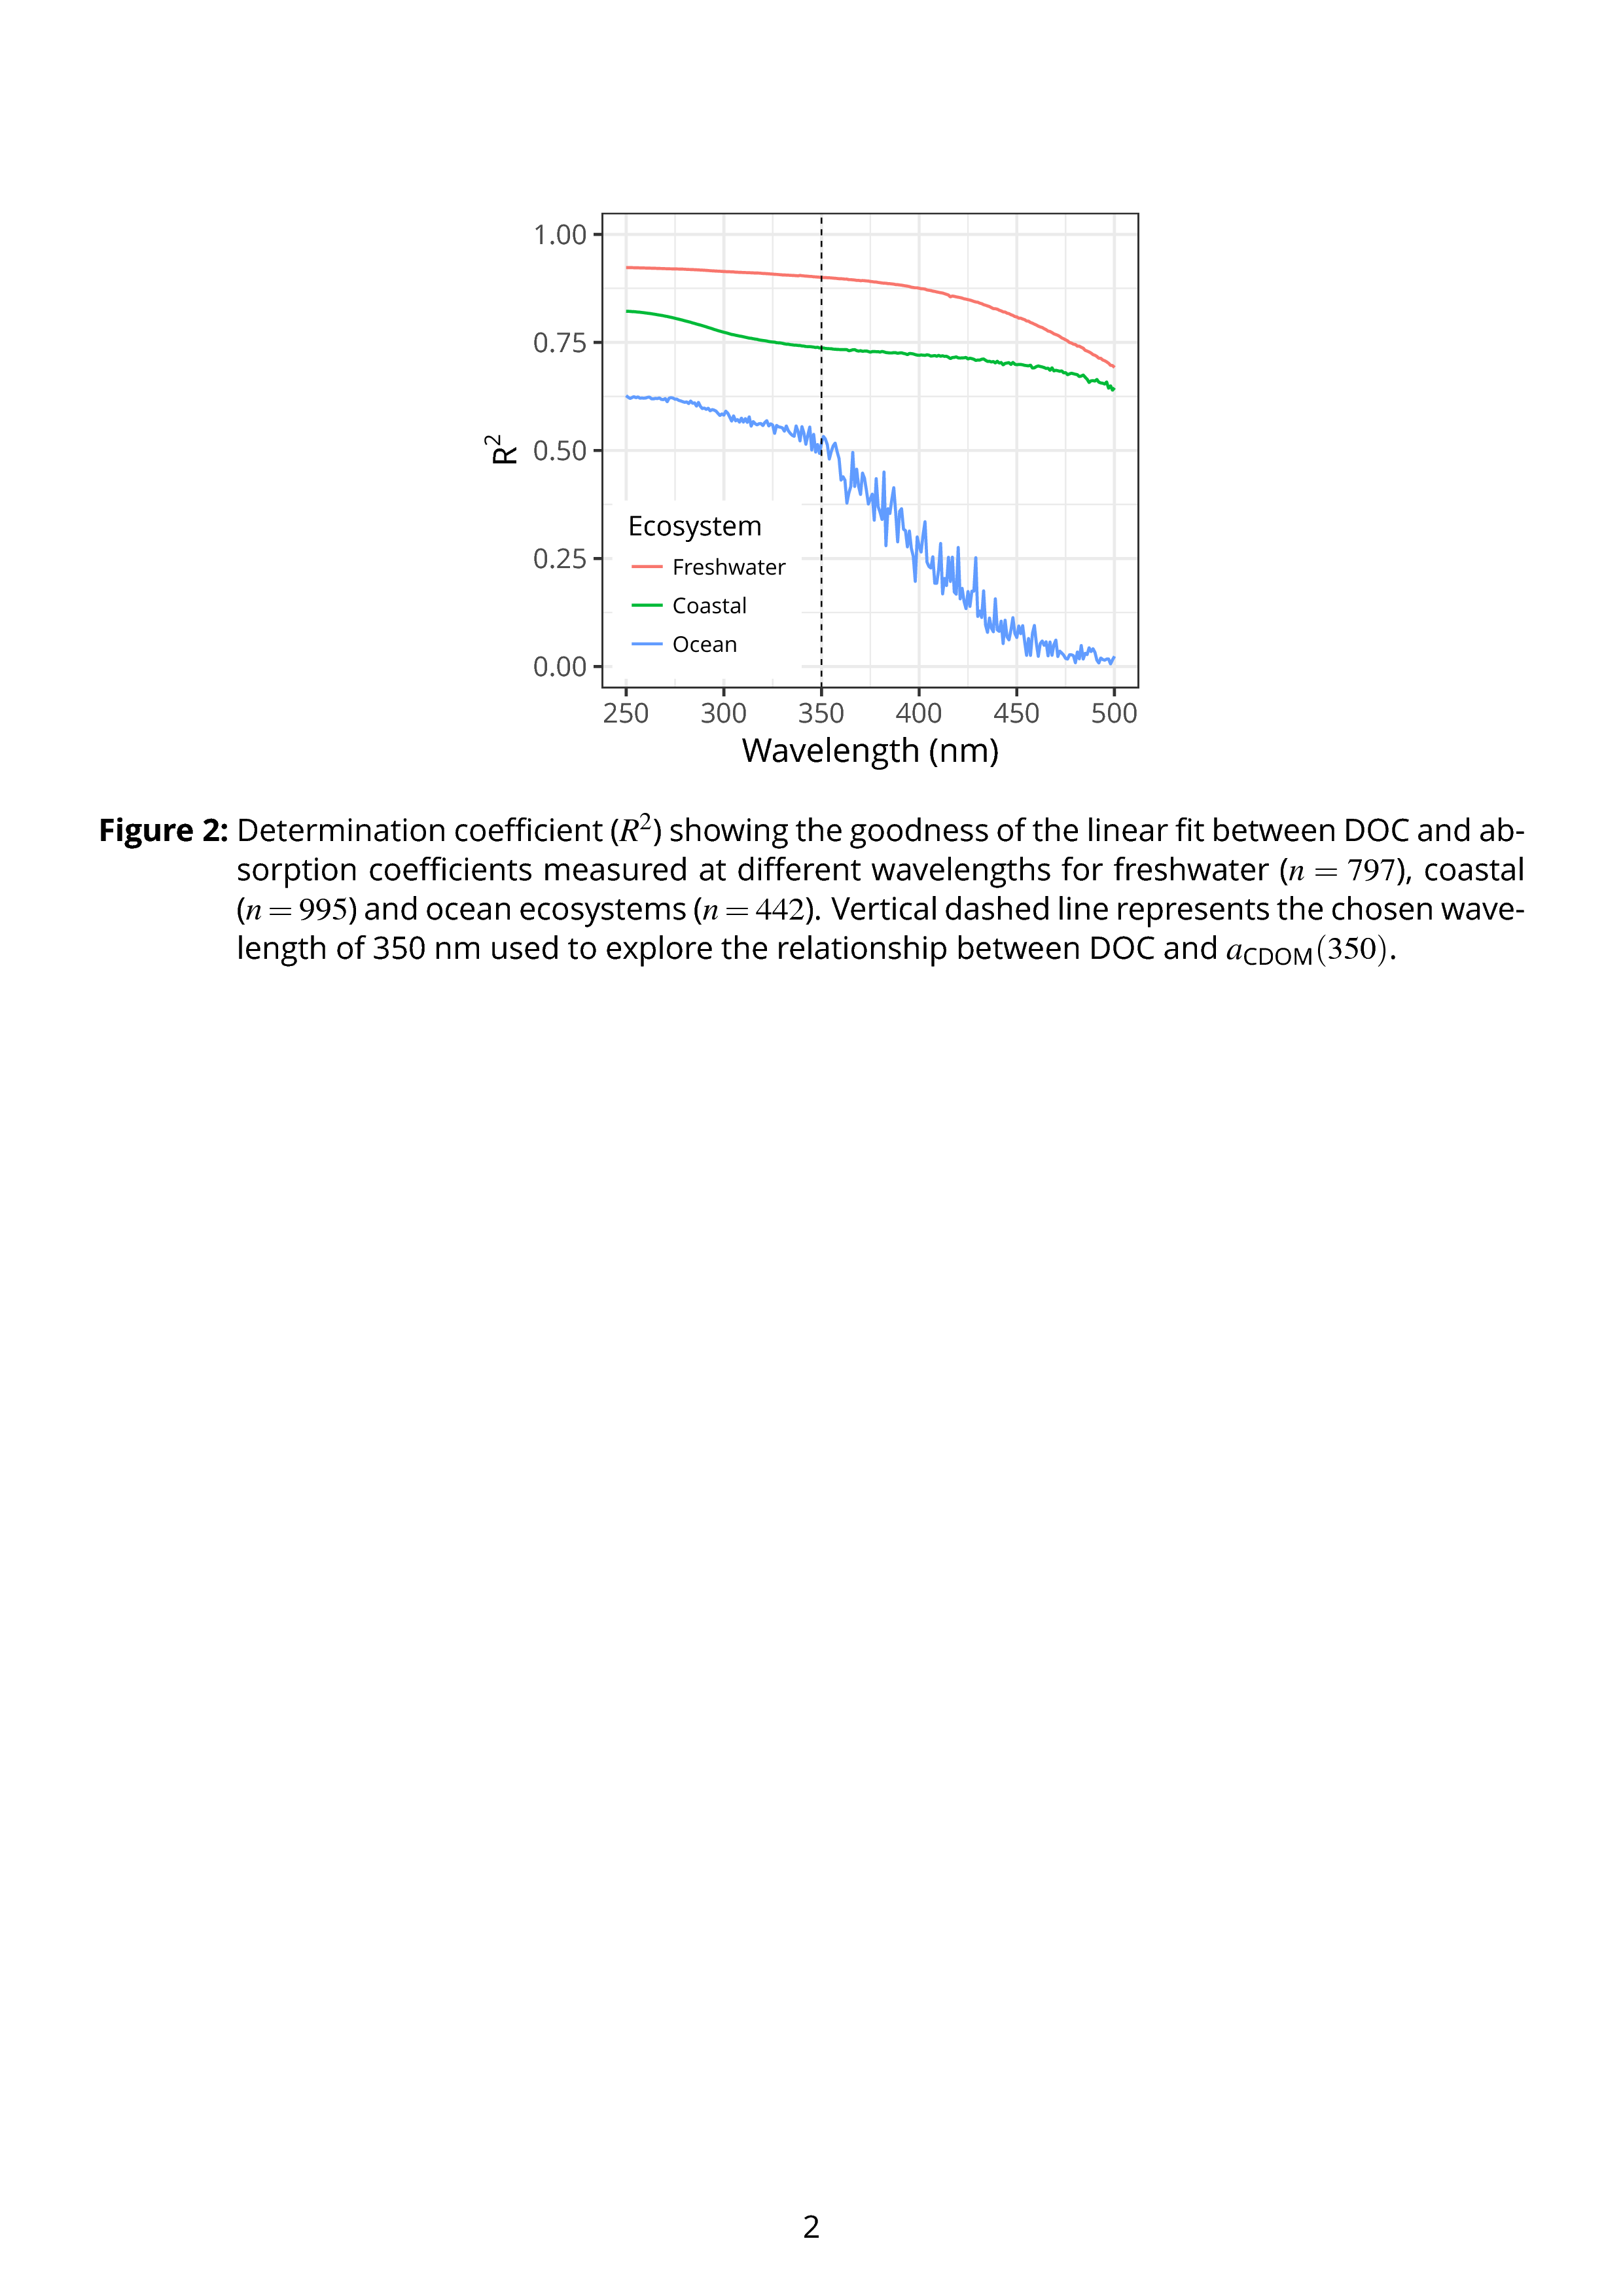 1.00
0.75
0.50
0.25
0.00
R²
Ecosystem
Freshwater
Coastal
Ocean
250 300 350 400 450 500
Wavelength (nm)
Figure 2: Determination coefficient (R²) showing the goodness of the linear fit between DOC and ab-
sorption coefficients measured at different wavelengths for freshwater (n = 797), coastal
(n = 995) and ocean ecosystems (n = 442). Vertical dashed line represents the chosen wave-
length of 350 nm used to explore the relationship between DOC and aCDOM(350).
2